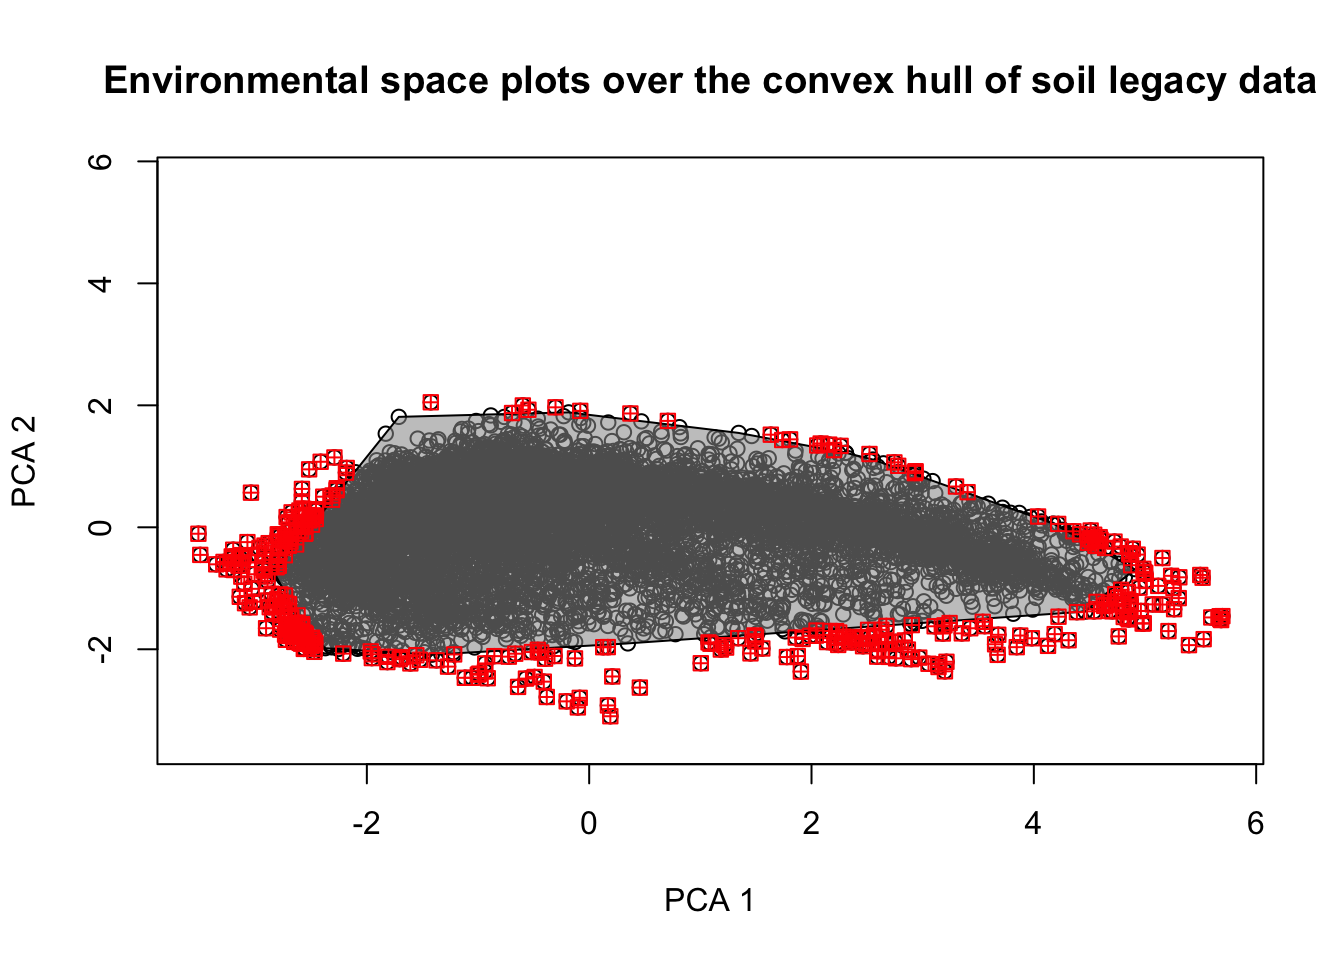 Environmental space plots over the convex hull of soil legacy data
6
4
2
0
-2
PCA 2
-2 0 2 4 6
PCA 1